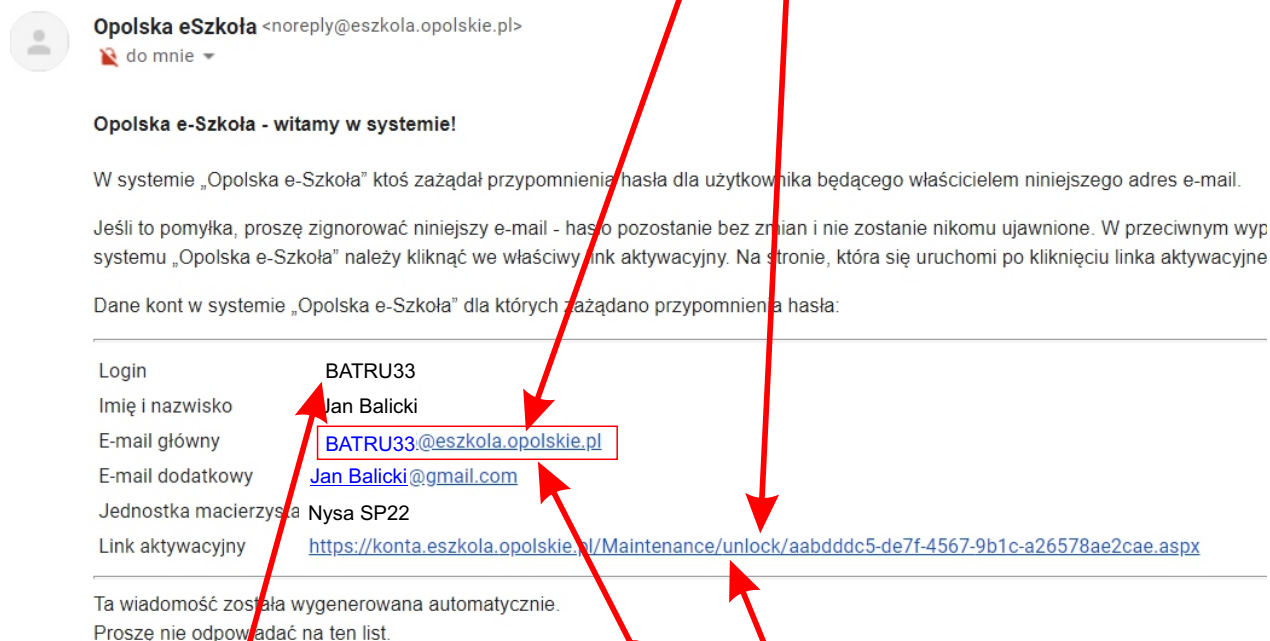 Opolska eSzkoła <noreply@eszkola.opolskie.pl>
do mnie
Opolska e-Szkoła - witamy w systemie!
W systemie „Opolska e-Szkoła” ktoś zażądał przypomnienia hasła dla użytkownika będącego właścicielem niniejszego adres e-mail.
Jeśli to pomyłka, proszę zignorować niniejszy e-mail - hasło pozostanie bez zmian i nie zostanie nikomu ujawnione. W przeciwnym wyp
systemu „Opolska e-Szkoła” należy kliknąć we właściwy link aktywacyjny. Na stronie, która się uruchomi po kliknięciu linka aktywacyjne
Dane kont w systemie „Opolska e-Szkoła” dla których zażądano przypomnienia hasła:
Login BATRU33
Imię i nazwisko Jan Balicki
E-mail główny BATRU33@eszkola.opolskie.pl
E-mail dodatkowy Jan Balicki@gmail.com
Jednostka macierzysta Nysa SP22
Link aktywacyjny https://konta.eszkola.opolskie.pl/Maintenance/unlock/aabdddc5-de7f-4567-9b1c-a26578ae2cae.aspx
Ta wiadomość została wygenerowana automatycznie.
Proszę nie odpowiadać na ten list.